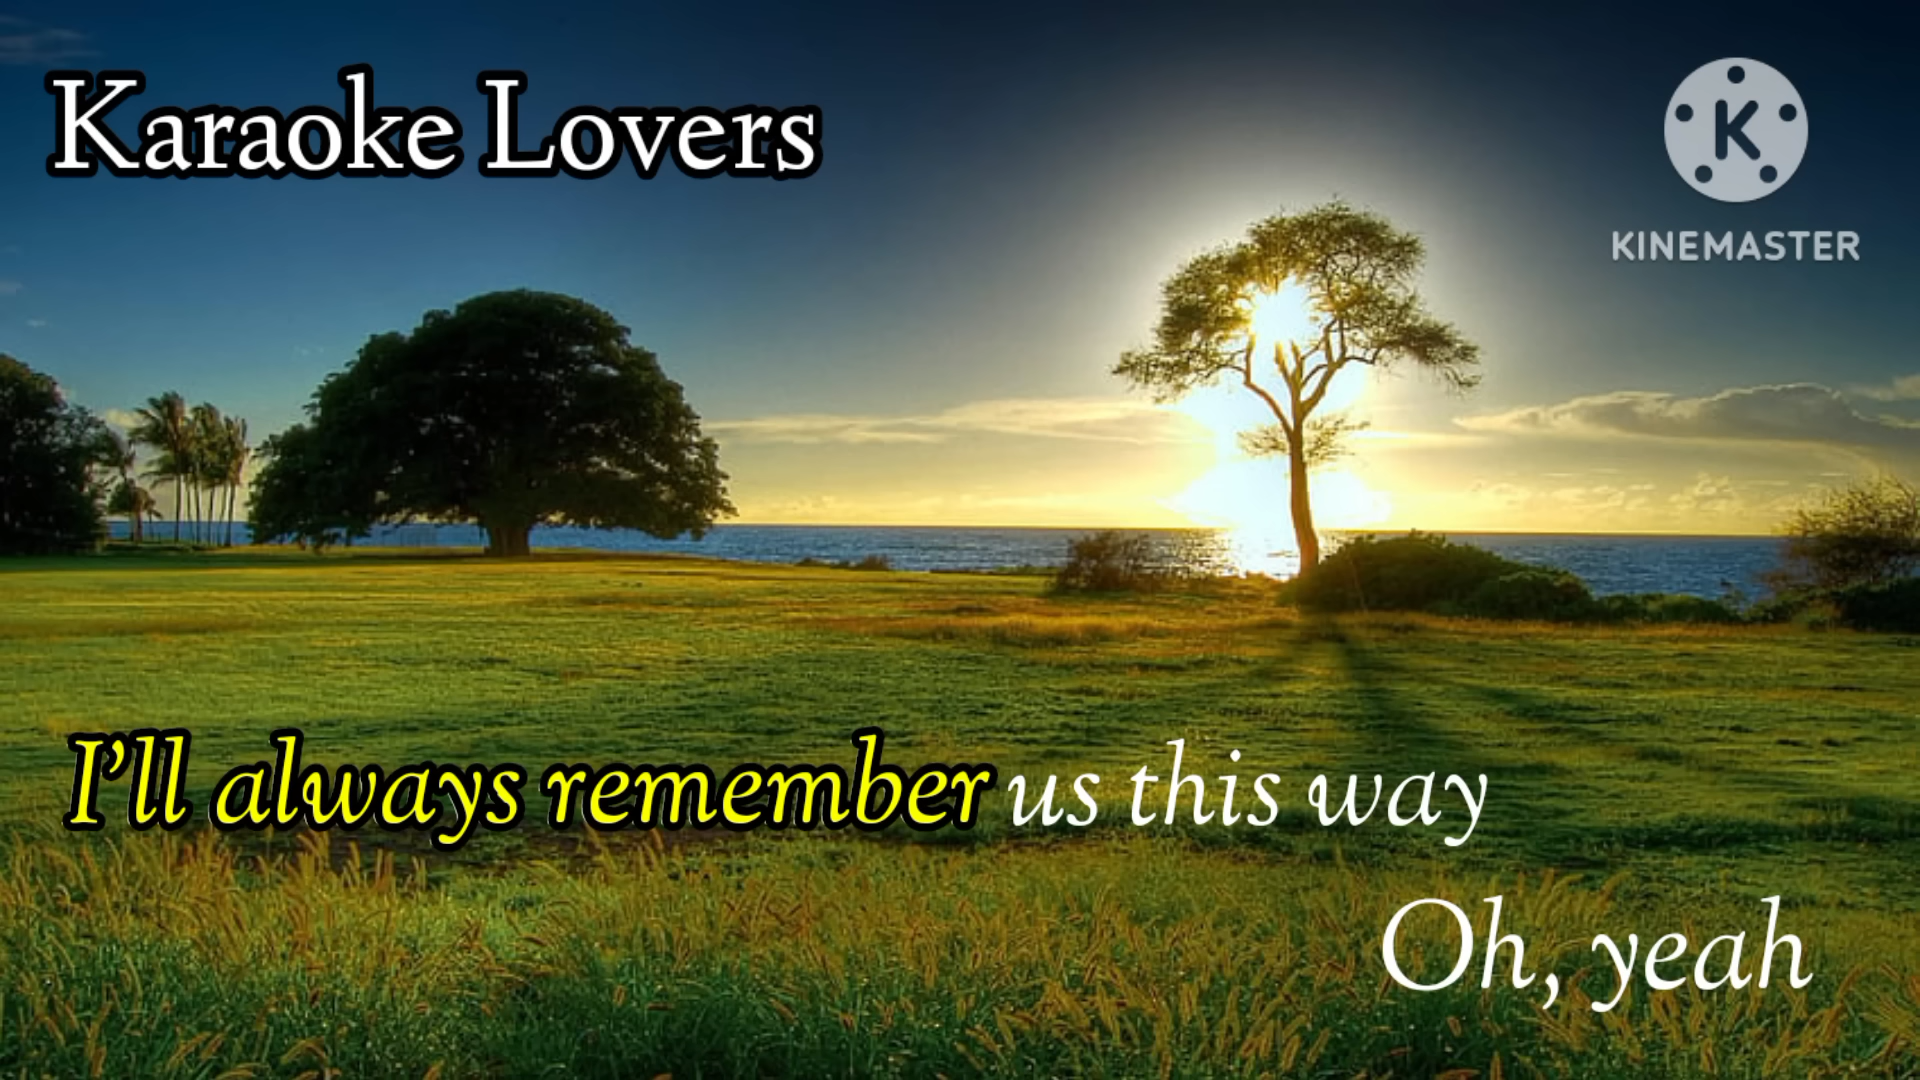 Karaoke Lovers
K
KINEMASTER
I'll always remember us this way
Oh, yeah